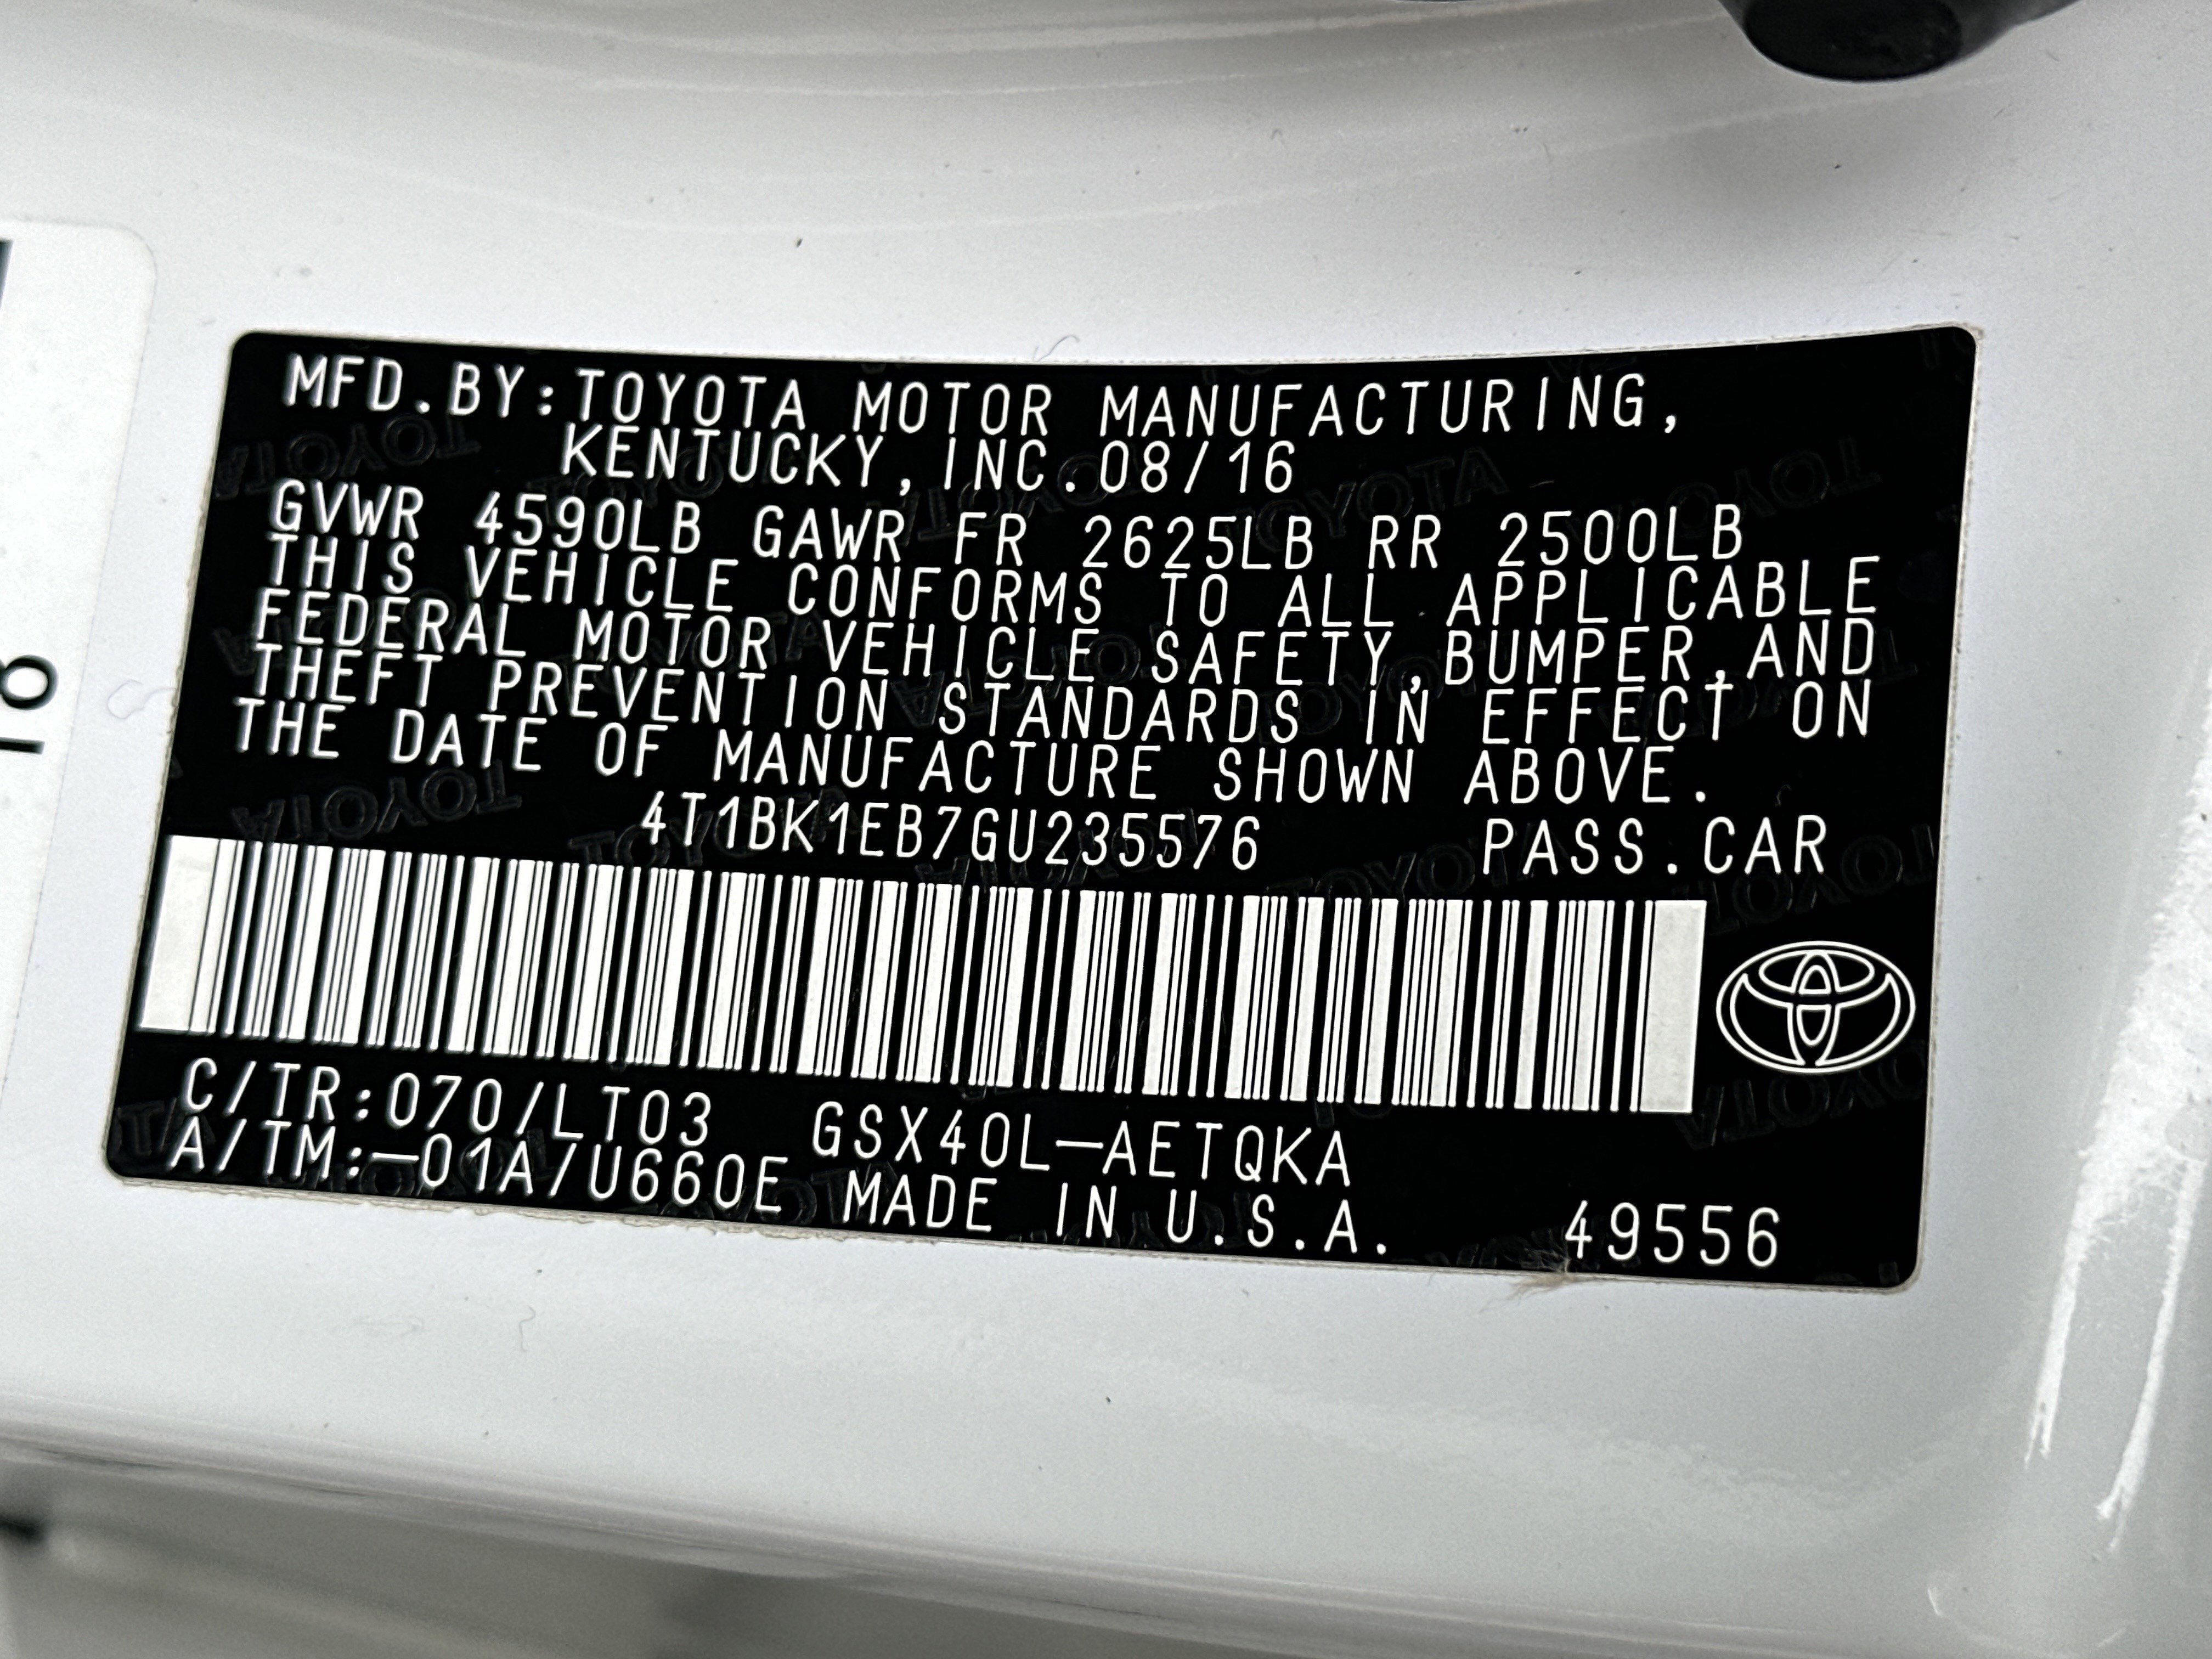 MFD.BY:TOYOTA MOTOR MANUFACTURING,
KENTUCKY,INC.08/16
GVWR 4590LB GAWR FR 2625LB RR 2500LB
THIS VEHICLE CONFORMS TO ALL APPLICABLE
FEDERAL MOTOR VEHICLE SAFETY,BUMPER,AND
THEFT PREVENTION STANDARDS IN EFFECT ON
THE DATE OF MANUFACTURE SHOWN ABOVE.
4T1BK1EB7GU235576 PASS.CAR
C/TR:070/LT03 GSX40L—AETQKA
A/TM:—01A/U660E MADE IN U.S.A. 49556